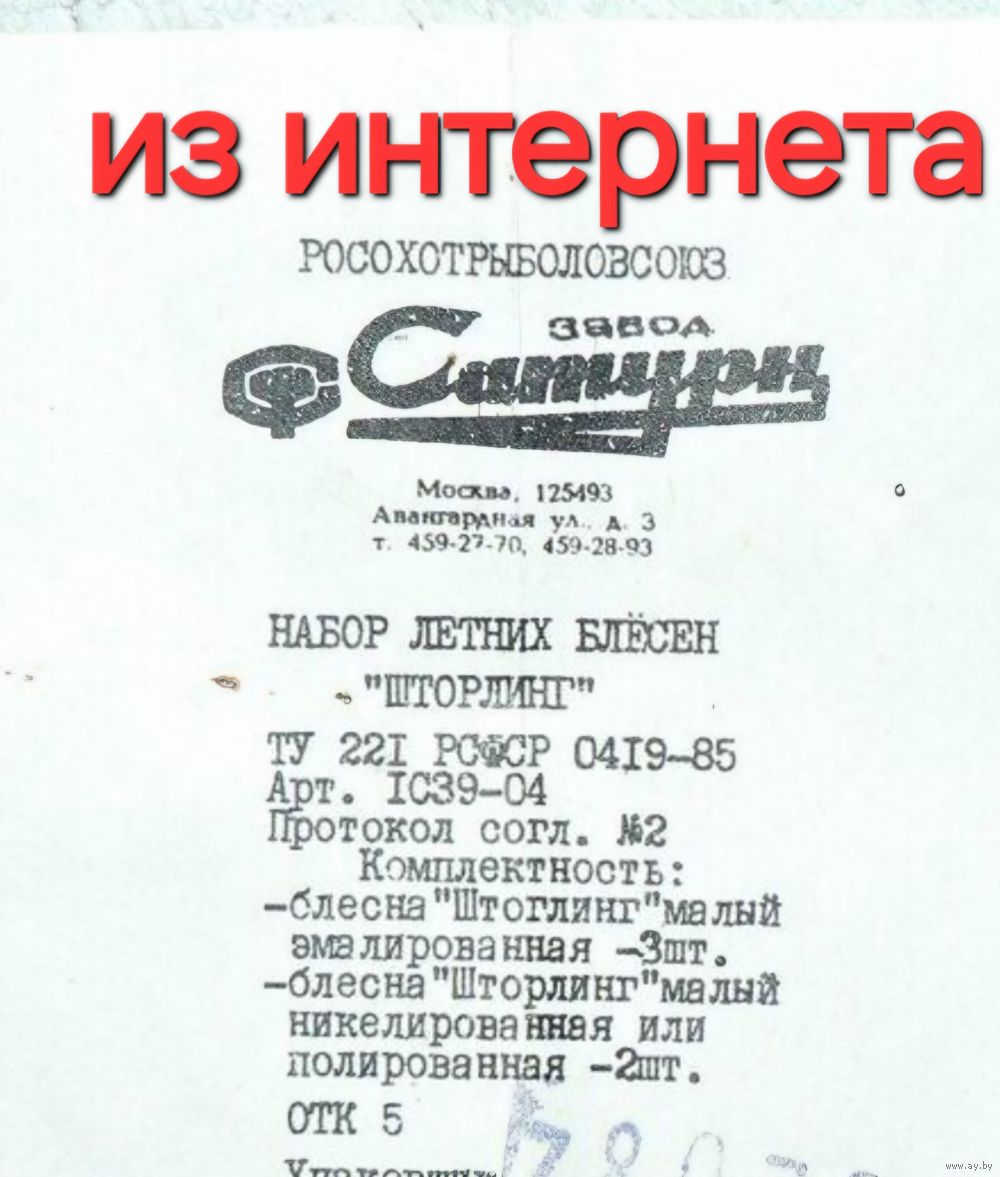 из интернета
РОСОХОТРЫБОЛОВСОЮЗ
ЗАВОД
Сатурн
Москва, 125493
Авангардная ул., д. 3
т. 459-27-70, 459-28-93
НАБОР ЛЕТНИХ БЛЁСЕН
"ШТОРЛИНГ"
ТУ 221 РСФСР 0419-85
Арт. 1С39-04
Протокол согл. №2
Комплектность:
-блесна"Штоглинг"малый
эмалированная -3шт.
-блесна"Шторлинг"малый
никелированная или
полированная -2шт.
ОТК 5
www.ay.by